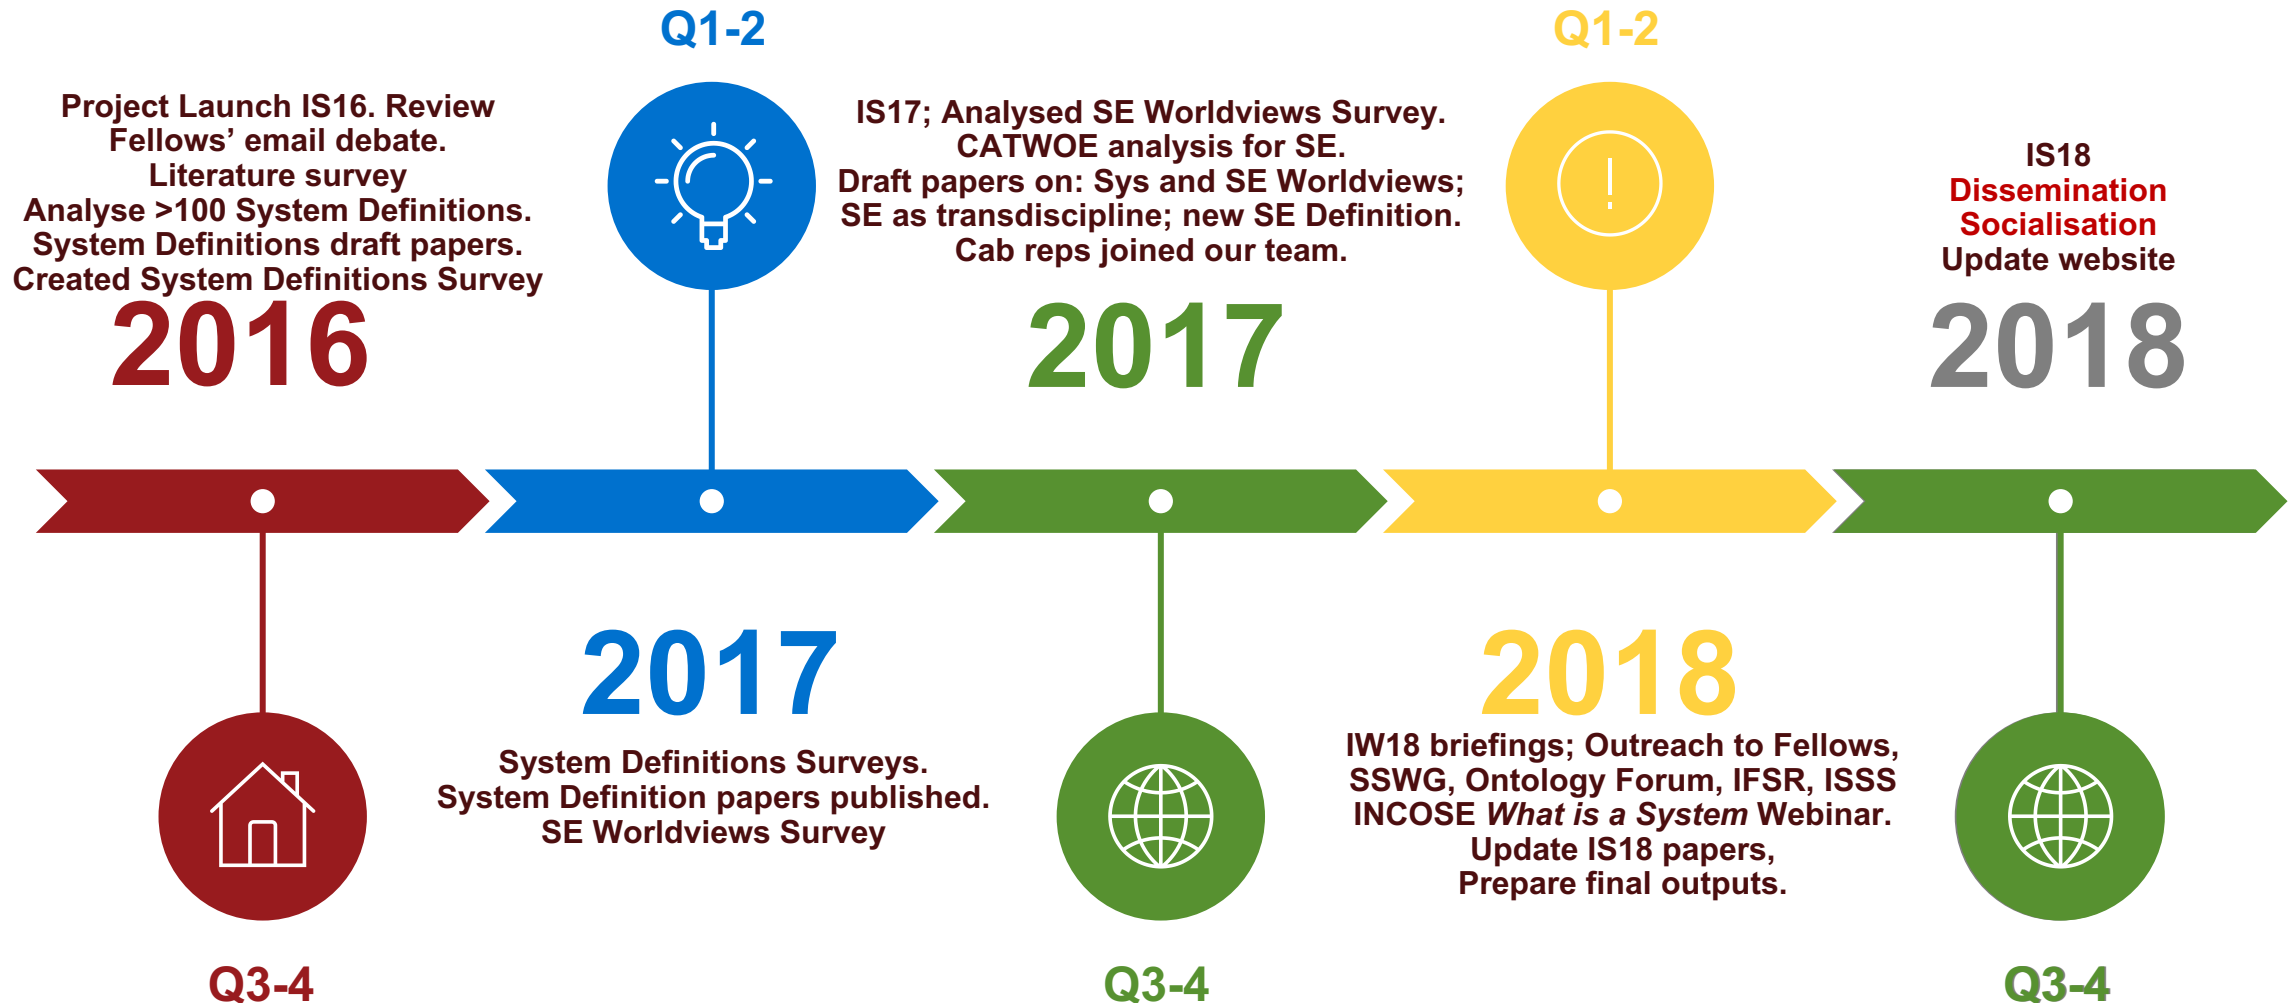 Q1-2
Q1-2
Project Launch IS16. Review
Fellows’ email debate.
Literature survey
Analyse >100 System Definitions.
System Definitions draft papers.
Created System Definitions Survey
2016
IS17; Analysed SE Worldviews Survey.
CATWOE analysis for SE.
Draft papers on: Sys and SE Worldviews;
SE as transdiscipline; new SE Definition.
Cab reps joined our team.
2017
IS18
Dissemination
Socialisation
Update website
2018
2017
System Definitions Surveys.
System Definition papers published.
SE Worldviews Survey
2018
IW18 briefings; Outreach to Fellows,
SSWG, Ontology Forum, IFSR, ISSS
INCOSE What is a System Webinar.
Update IS18 papers,
Prepare final outputs.
Q3-4
Q3-4
Q3-4